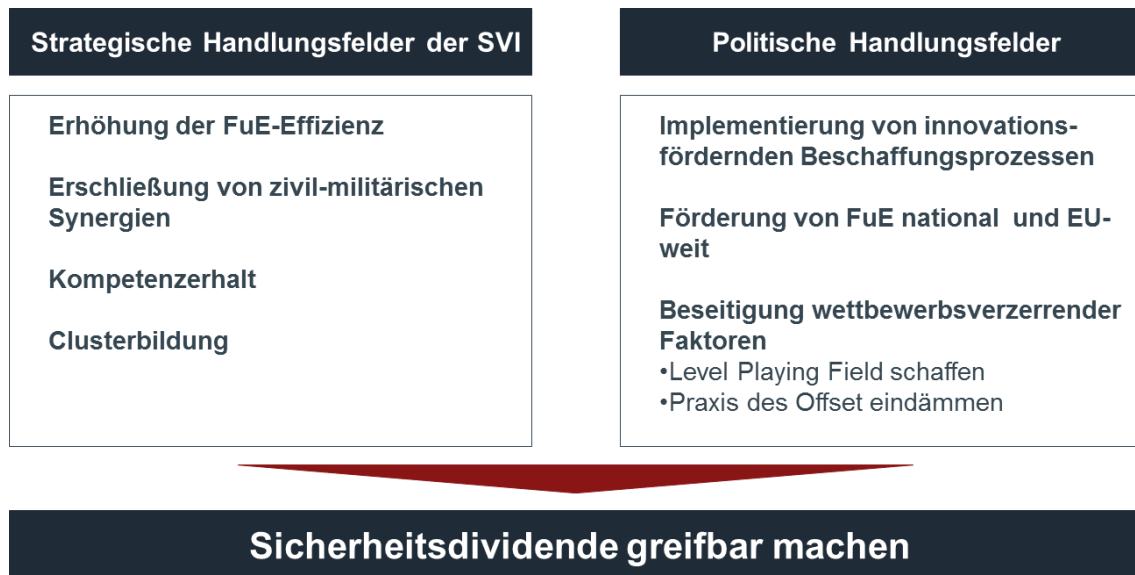 Strategische Handlungsfelder der SVI
Erhöhung der FuE-Effizienz
Erschließung von zivil-militärischen
Synergien
Kompetenzerhalt
Clusterbildung
Politische Handlungsfelder
Implementierung von innovations-
fördernden Beschaffungsprozessen
Förderung von FuE national und EU-
weit
Beseitigung wettbewerbsverzerrender
Faktoren
•Level Playing Field schaffen
•Praxis des Offset eindämmen
Sicherheitsdividende greifbar machen